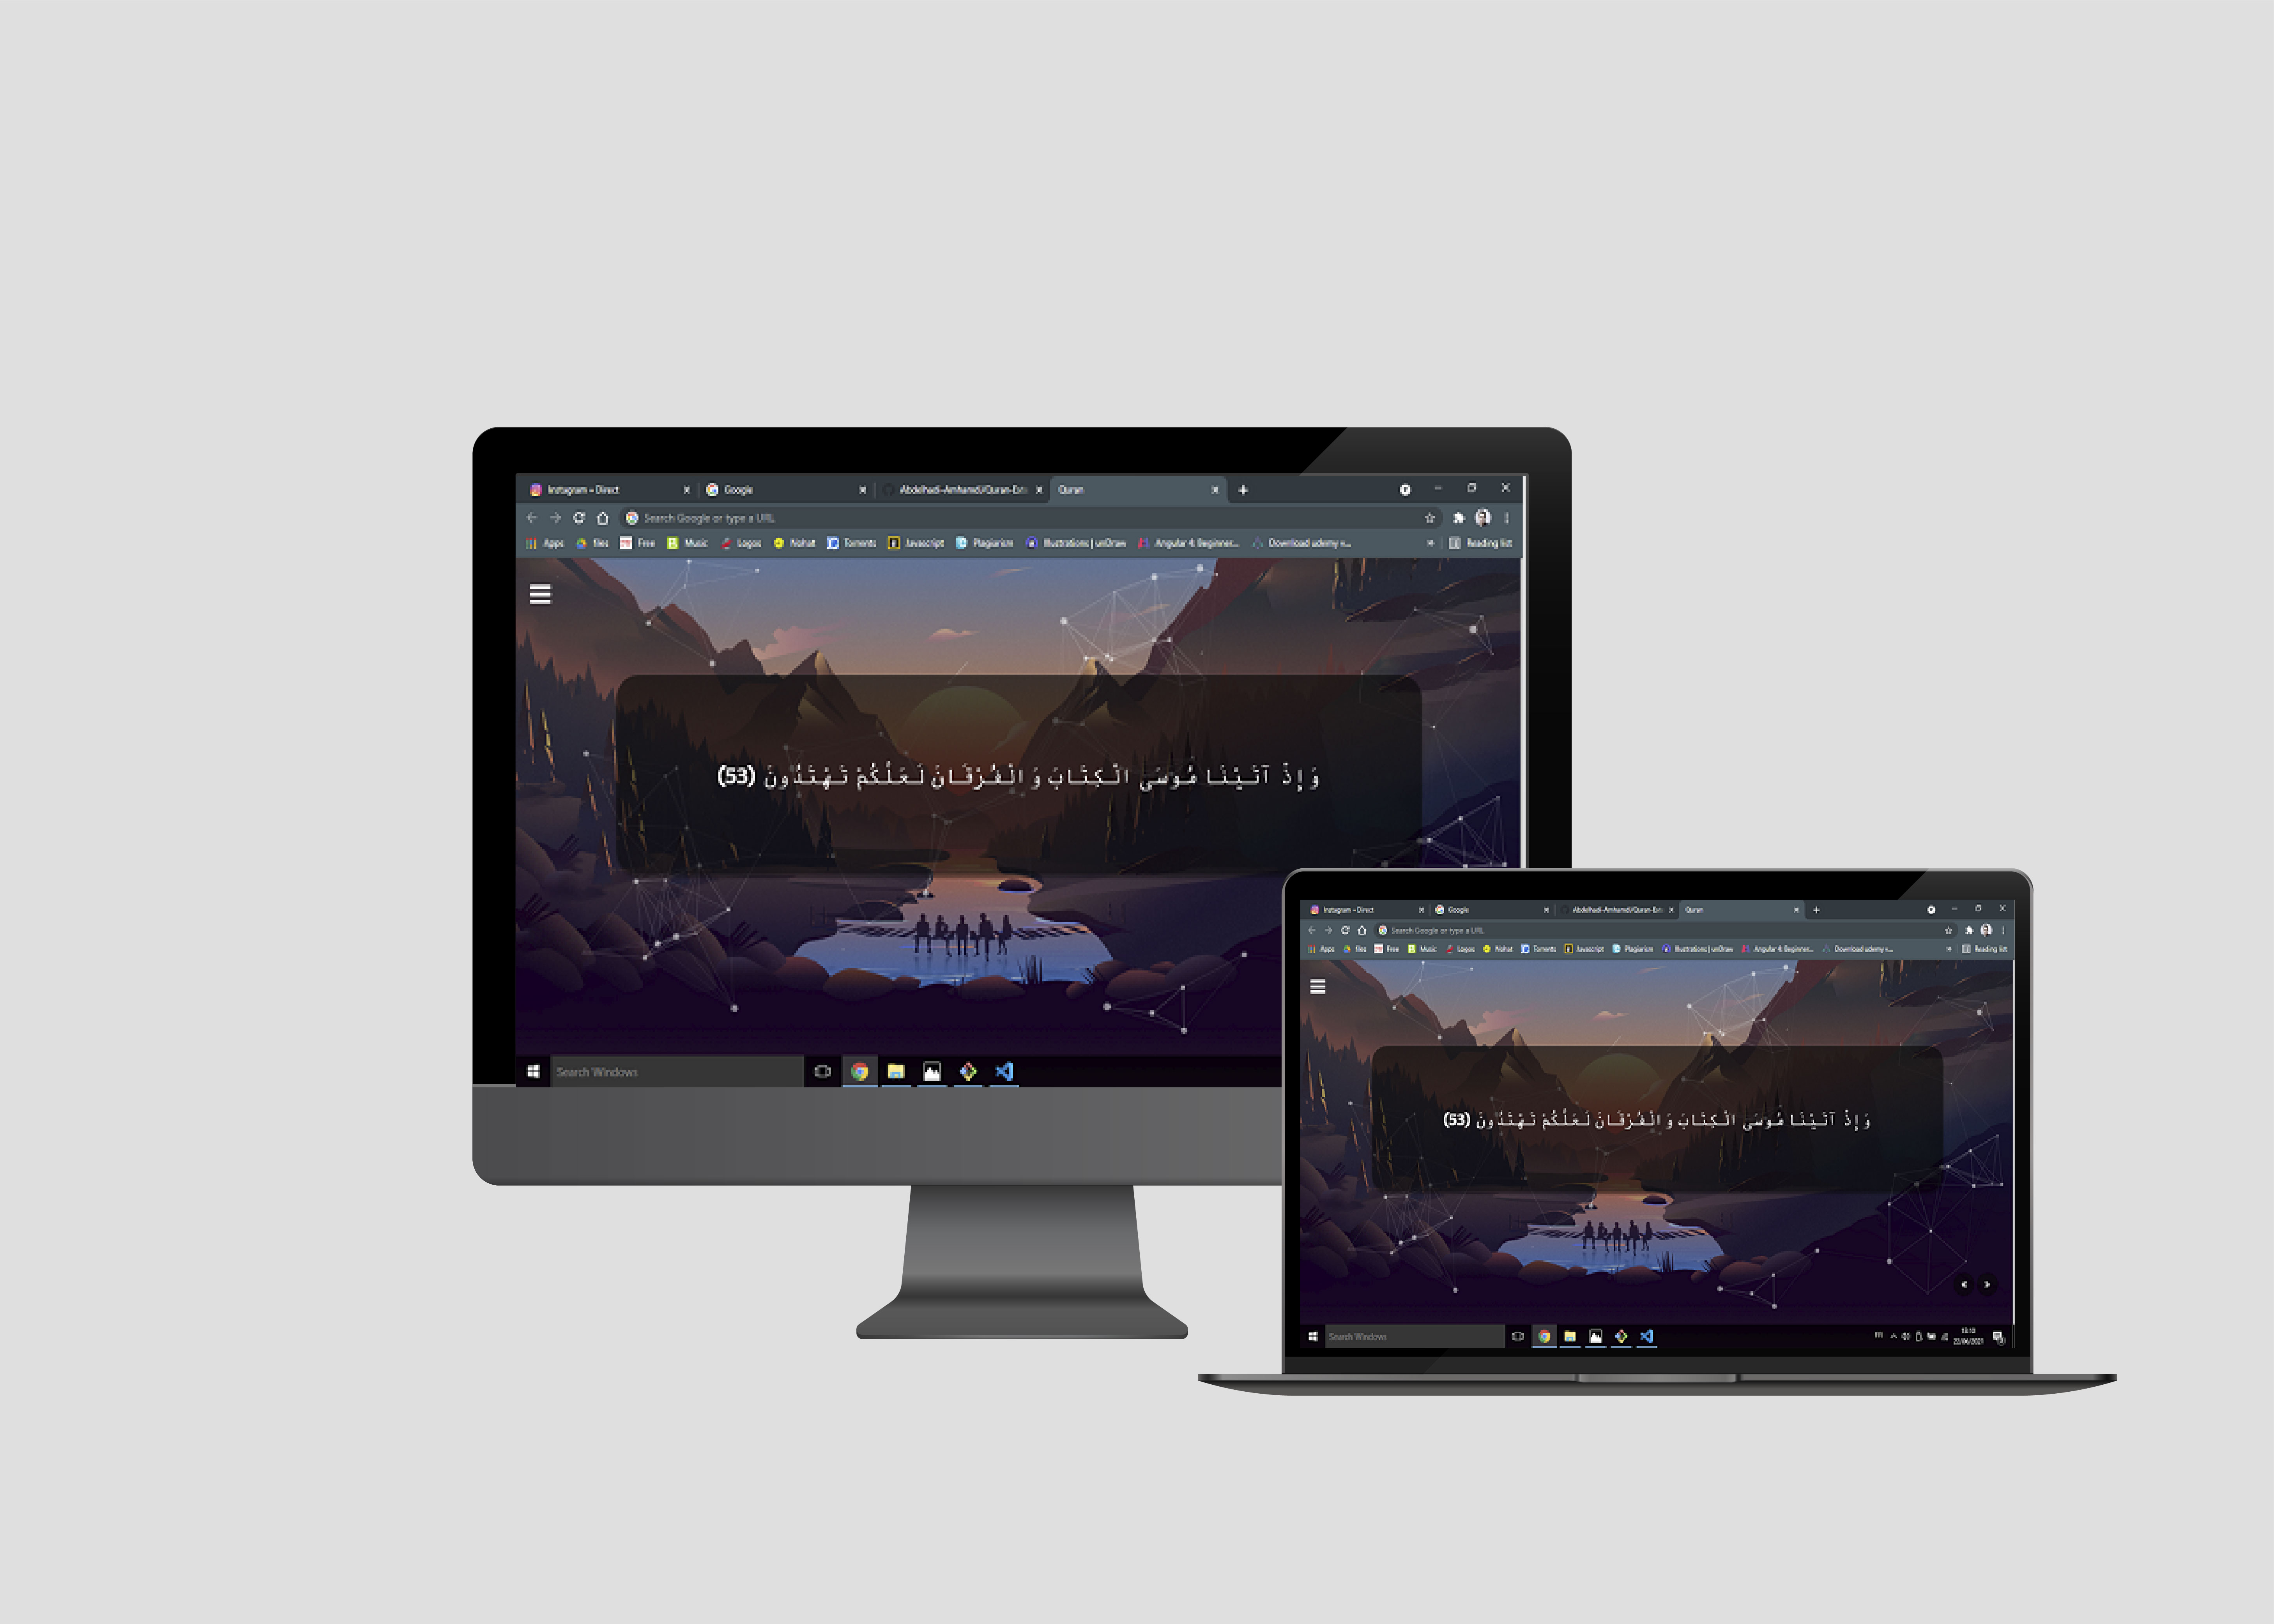 Instagram • Direct
Google
Abdelhadi-Amhamdi/Quran-Exte
Quran
Search Google or type a URL
Apps files Free Music Logos Nohat Torrents Javascript Plagiarism Illustrations | unDraw Angular 4: Beginner... Download udemy v... Reading list
وَإِذْ آتَيْنَا مُوسَى الْكِتَابَ وَالْفُرْقَانَ لَعَلَّكُمْ تَهْتَدُونَ (53)
Search Windows
Instagram • Direct
Google
Abdelhadi-Amhamdi/Quran-Exte
Quran
Search Google or type a URL
Apps files Free Music Logos Nohat Torrents Javascript Plagiarism Illustrations | unDraw Angular 4: Beginner... Download udemy v... Reading list
وَإِذْ آتَيْنَا مُوسَى الْكِتَابَ وَالْفُرْقَانَ لَعَلَّكُمْ تَهْتَدُونَ (53)
Search Windows
22/06/2021